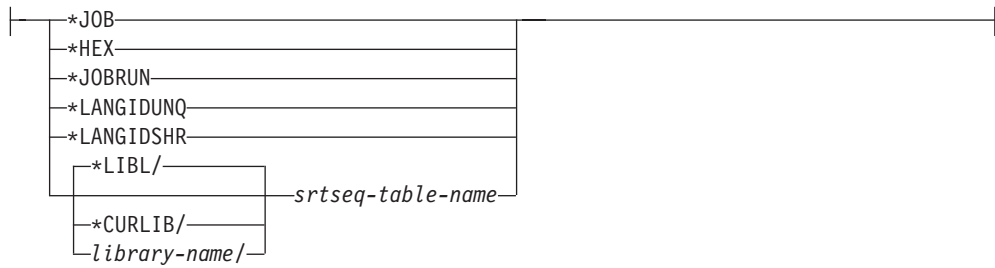 *JOB
*HEX
*JOBRUN
*LANGIDUNQ
*LANGIDSHR
*LIBL/
srtseq-table-name
*CURLIB/
library-name/